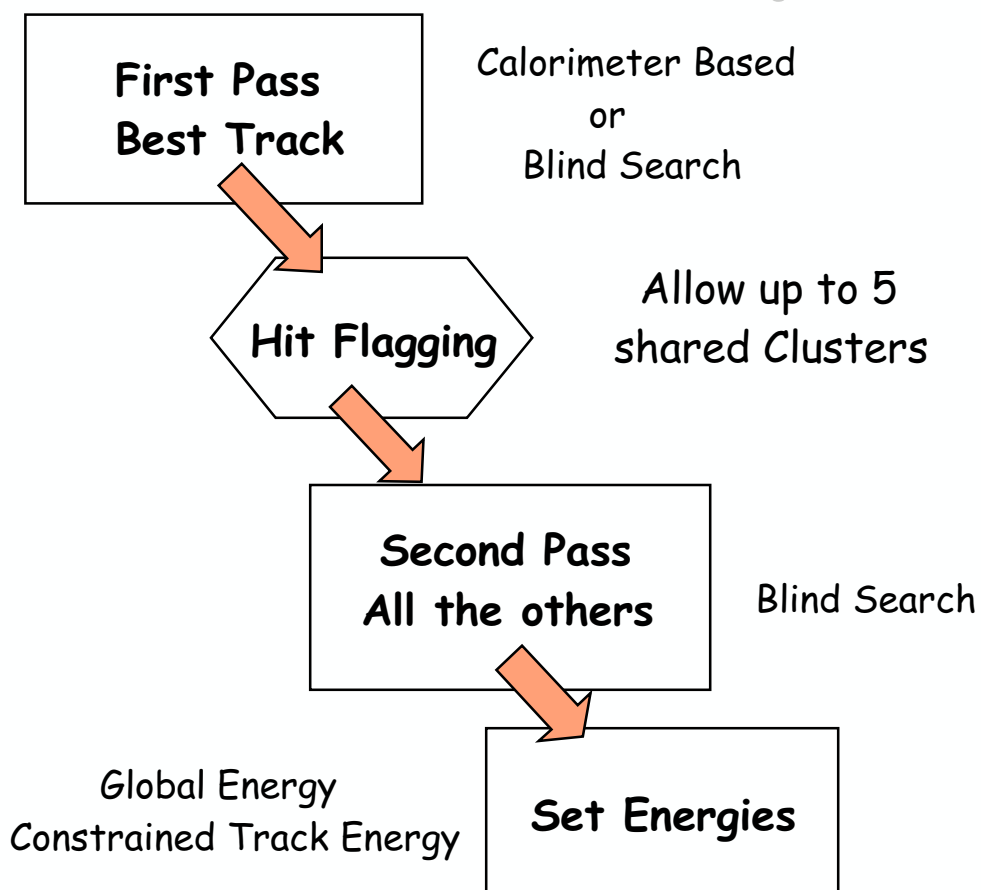 First Pass
Best Track
Calorimeter Based
or
Blind Search
Hit Flagging
Allow up to 5
shared Clusters
Second Pass
All the others
Blind Search
Global Energy
Constrained Track Energy
Set Energies